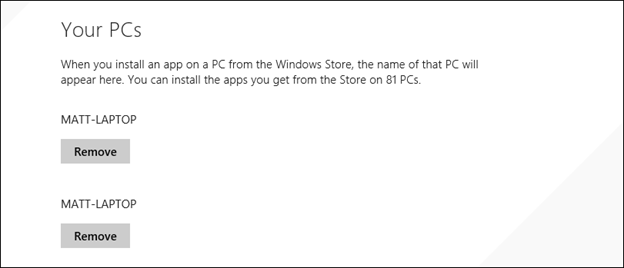 Your PCs
When you install an app on a PC from the Windows Store, the name of that PC will
appear here. You can install the apps you get from the Store on 81 PCs.
MATT-LAPTOP
Remove
MATT-LAPTOP
Remove